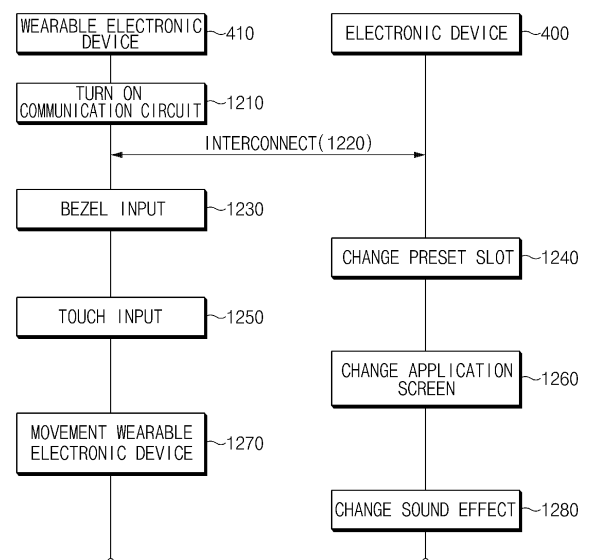 WEARABLE ELECTRONIC
DEVICE
410
ELECTRONIC DEVICE
400
TURN ON
COMMUNICATION CIRCUIT
1210
INTERCONNECT(1220)
BEZEL INPUT
1230
CHANGE PRESET SLOT
1240
TOUCH INPUT
1250
CHANGE APPLICATION
SCREEN
1260
MOVEMENT WEARABLE
ELECTRONIC DEVICE
1270
CHANGE SOUND EFFECT
1280